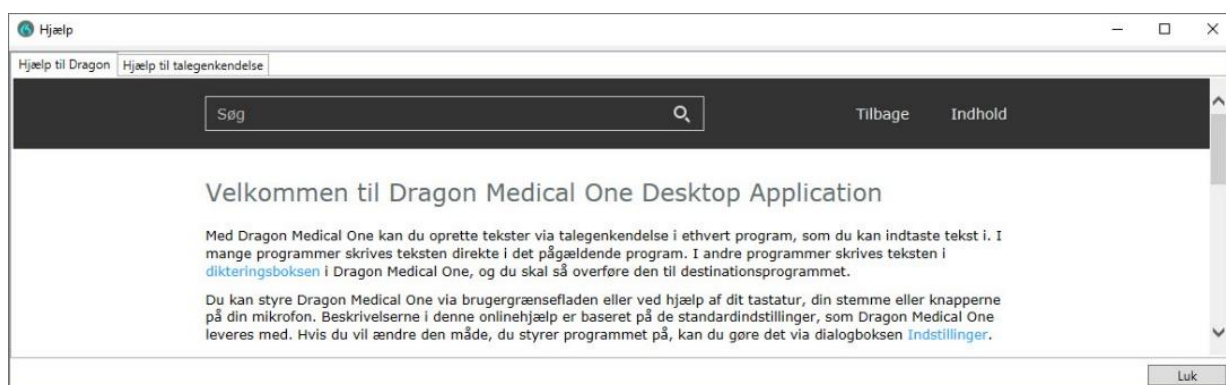 Hjælp
Hjælp til Dragon Hjælp til talegenkendelse
Søg Tilbage Indhold
Velkommen til Dragon Medical One Desktop Application
Med Dragon Medical One kan du oprette tekster via talegenkendelse i ethvert program, som du kan indtaste tekst i. I
mange programmer skrives teksten direkte i det pågældende program. I andre programmer skrives teksten i
dikteringsboksen i Dragon Medical One, og du skal så overføre den til destinationsprogrammet.
Du kan styre Dragon Medical One via brugergrænsefladen eller ved hjælp af dit tastatur, din stemme eller knapperne
på din mikrofon. Beskrivelserne i denne onlinehjælp er baseret på de standardindstillinger, som Dragon Medical One
leveres med. Hvis du vil ændre den måde, du styrer programmet på, kan du gøre det via dialogboksen Indstillinger.
Luk